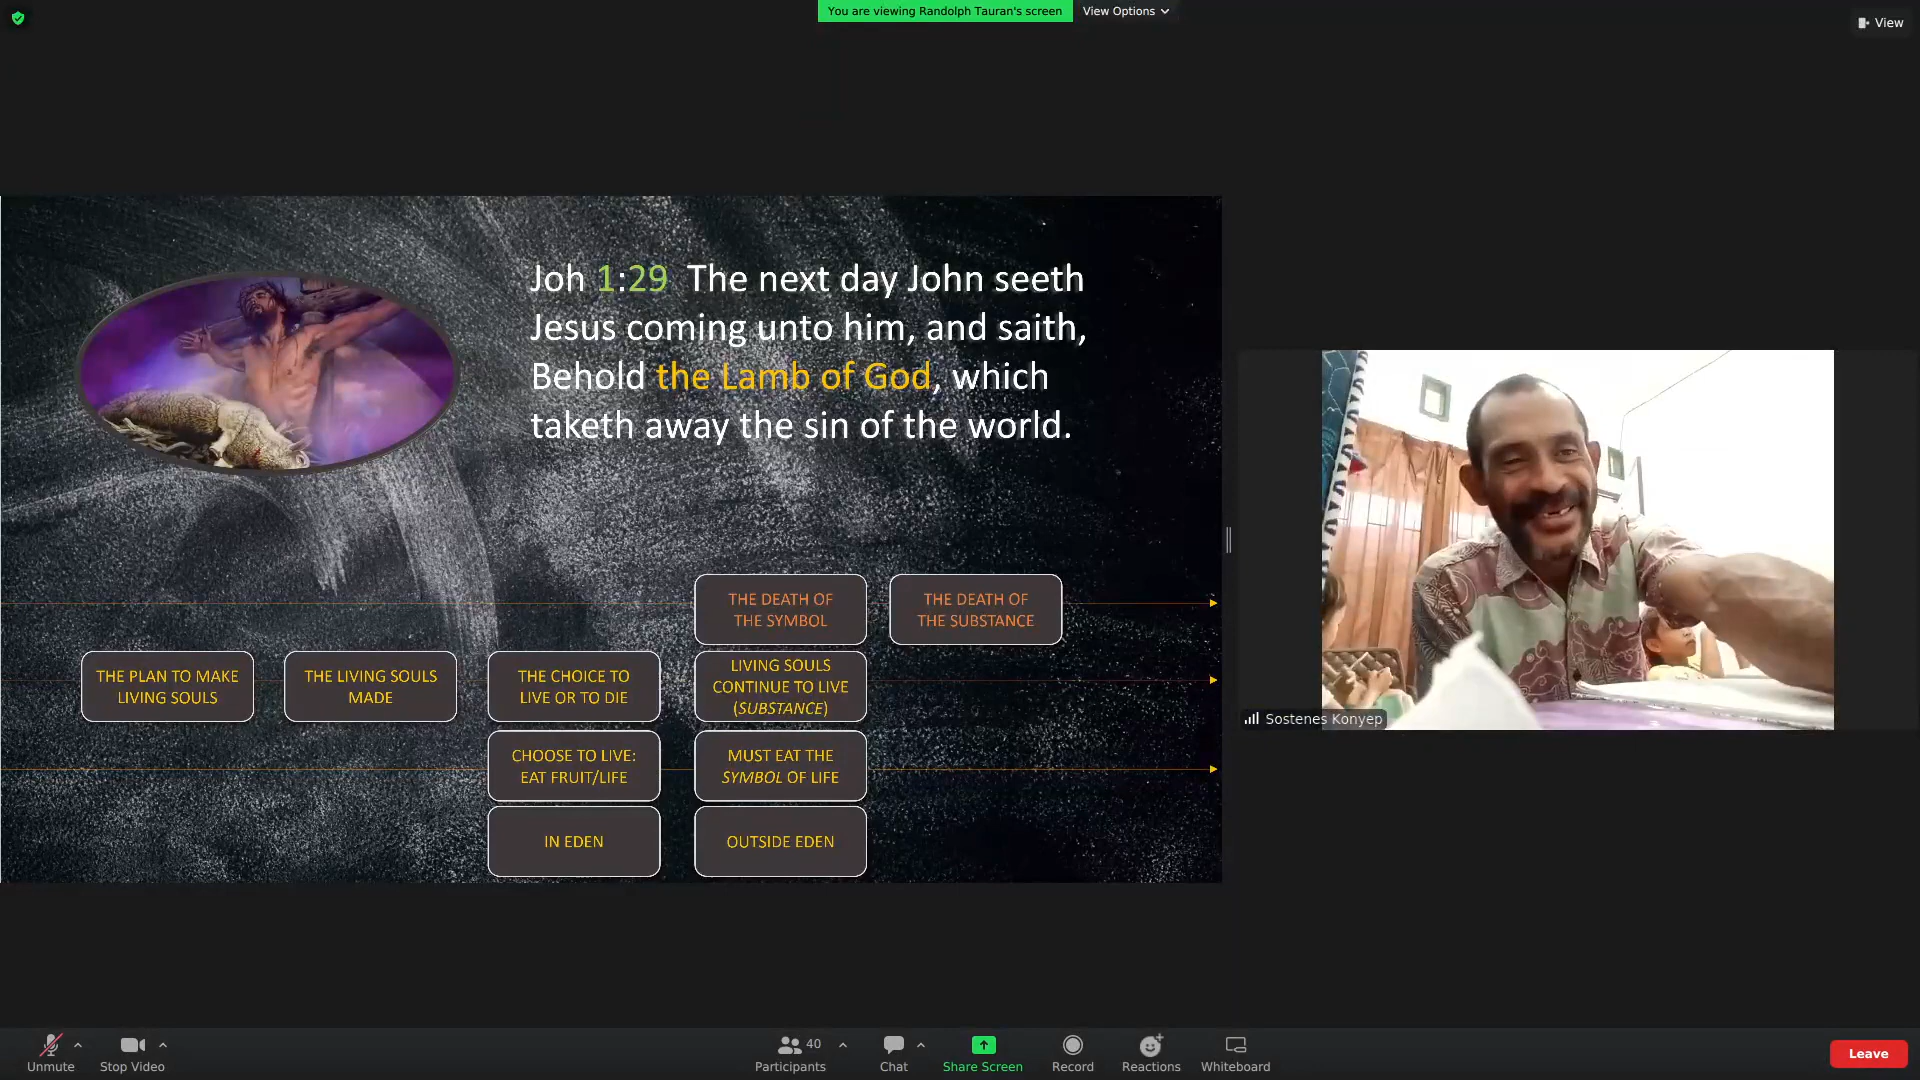 You are viewing Randolph Tauran's screen
View Options
View
Joh 1:29 The next day John seeth
Jesus coming unto him, and saith,
Behold the Lamb of God, which
taketh away the sin of the world.
THE DEATH OF
THE SYMBOL
THE DEATH OF
THE SUBSTANCE
THE PLAN TO MAKE
LIVING SOULS
THE LIVING SOULS
MADE
THE CHOICE TO
LIVE OR TO DIE
LIVING SOULS
CONTINUE TO LIVE
(SUBSTANCE)
CHOOSE TO LIVE:
EAT FRUIT/LIFE
MUST EAT THE
SYMBOL OF LIFE
IN EDEN
OUTSIDE EDEN
Sostenes Konyep
Unmute
Stop Video
40
Participants
Chat
Share Screen
Record
Reactions
Whiteboard
Leave